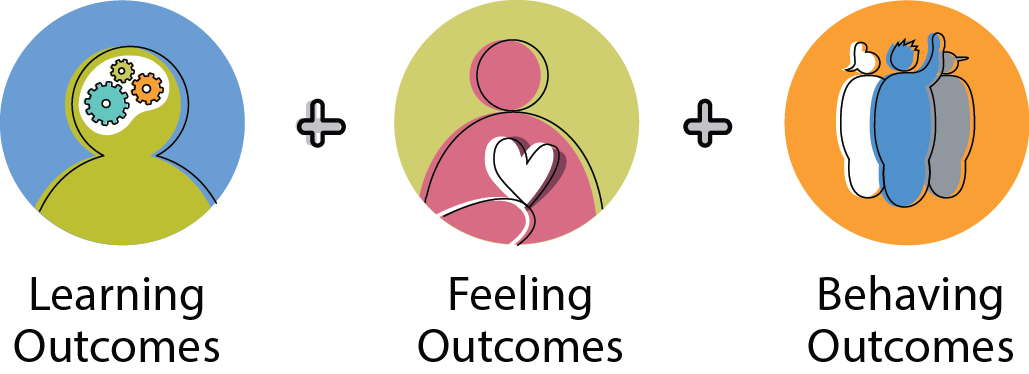 Learning
Outcomes
+
Feeling
Outcomes
+
Behaving
Outcomes